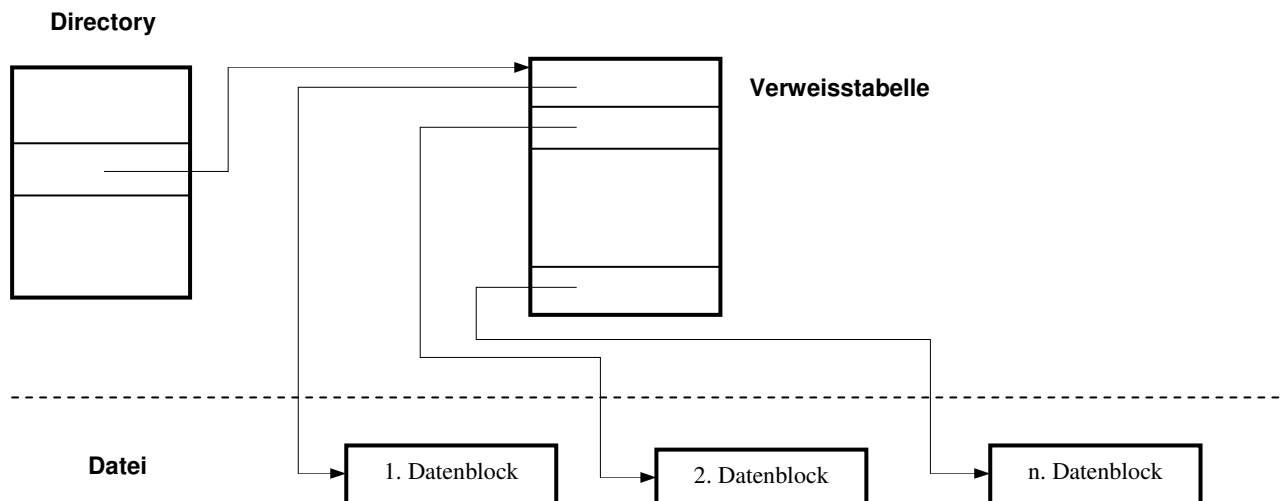 Directory
Verweisstabelle
Datei
1. Datenblock
2. Datenblock
n. Datenblock